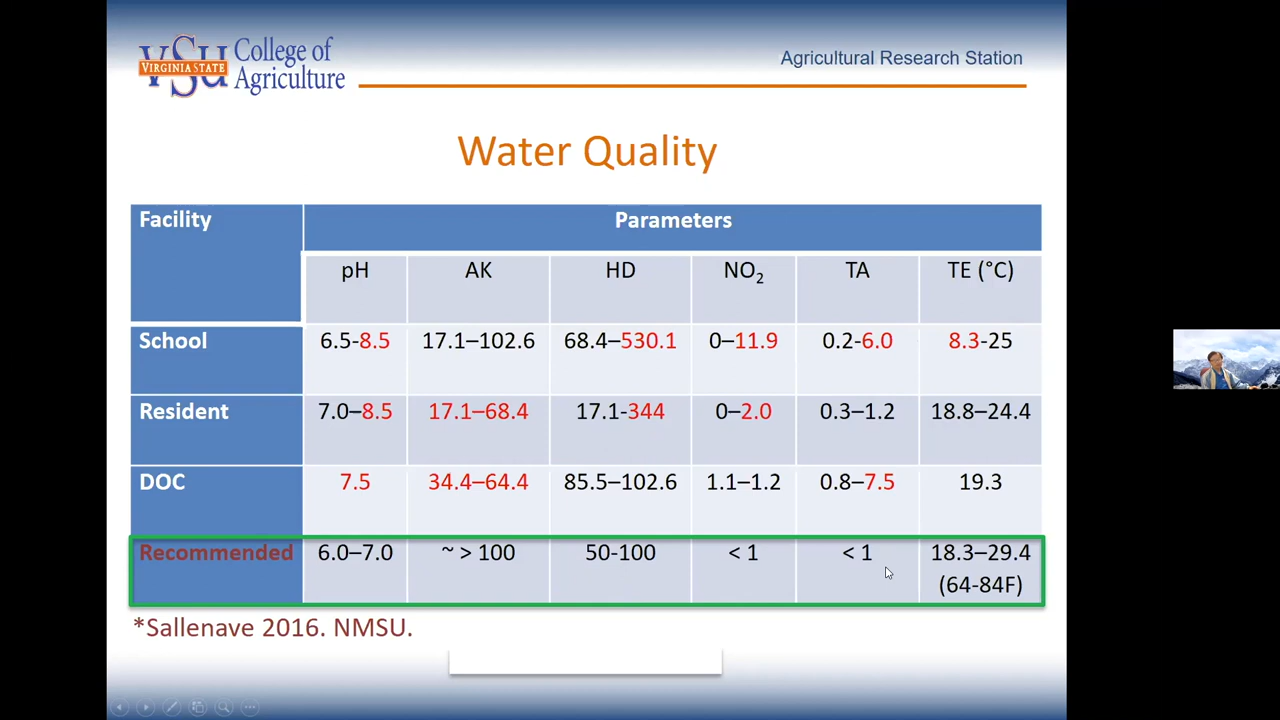 VSU
VIRGINIA STATE
College of
Agriculture
Agricultural Research Station
Water Quality
Facility Parameters
pH AK HD NO₂ TA TE (°C)
School 6.5-8.5 17.1–102.6 68.4–530.1 0–11.9 0.2-6.0 8.3-25
Resident 7.0–8.5 17.1–68.4 17.1-344 0–2.0 0.3–1.2 18.8–24.4
DOC 7.5 34.4–64.4 85.5–102.6 1.1–1.2 0.8–7.5 19.3
Recommended 6.0–7.0 ~ > 100 50-100 < 1 < 1 18.3–29.4
(64-84F)
*Sallenave 2016. NMSU.